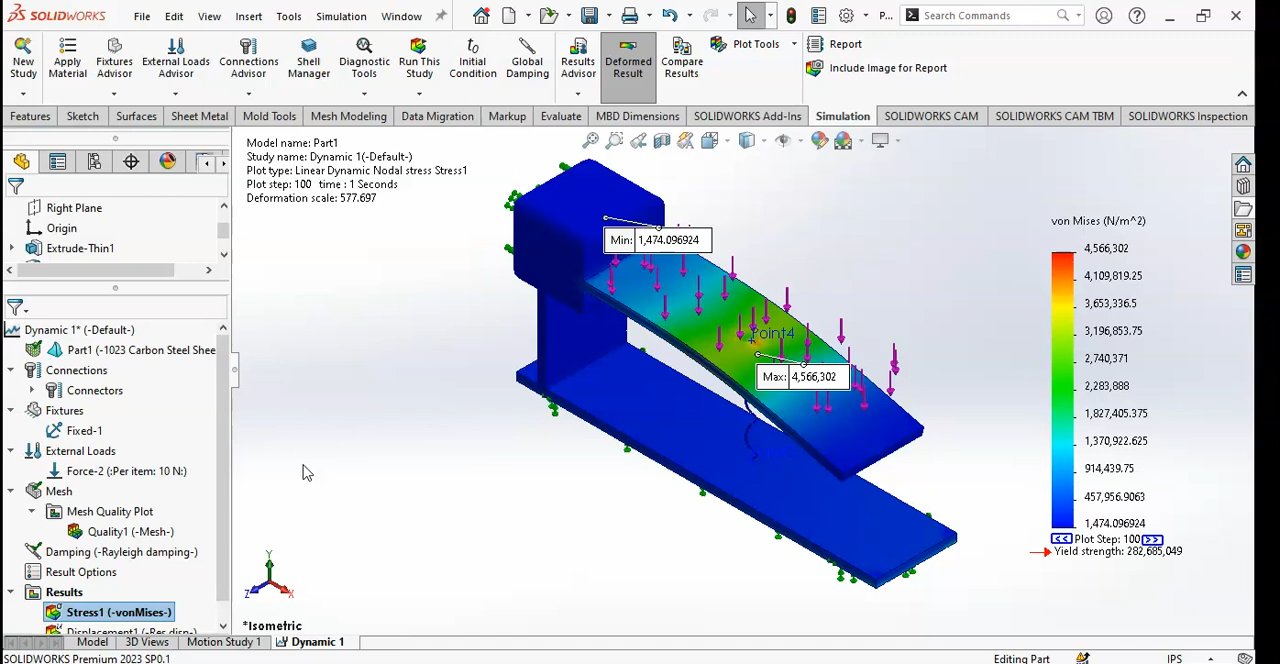 SOLIDWORKS File Edit View Insert Tools Simulation Window P... Search Commands
New Study
Apply Material
Fixtures Advisor
External Loads Advisor
Connections Advisor
Shell Manager
Diagnostic Tools
Run This Study
Initial Condition
Global Damping
Results Advisor
Deformed Result
Compare Results
Plot Tools
Report
Include Image for Report
Features Sketch Surfaces Sheet Metal Mold Tools Mesh Modeling Data Migration Markup Evaluate MBD Dimensions SOLIDWORKS Add-Ins Simulation SOLIDWORKS CAM SOLIDWORKS CAM TBM SOLIDWORKS Inspection
Right Plane
Origin
Extrude-Thin1
Dynamic 1* (-Default-)
Part1 (-1023 Carbon Steel Shee
Connections
Connectors
Fixtures
Fixed-1
External Loads
Force-2 (:Per item: 10 N:)
Mesh
Mesh Quality Plot
Quality1 (-Mesh-)
Damping (-Rayleigh damping-)
Result Options
Results
Stress1 (-vonMises-)
Displacement1 (-Res disp-)
Model name: Part1
Study name: Dynamic 1(-Default-)
Plot type: Linear Dynamic Nodal stress Stress1
Plot step: 100 time : 1 Seconds
Deformation scale: 577.697
Min: 1,474.096924
Point4
Max: 4,566,302
Y
Z
X
*Isometric
von Mises (N/m^2)
4,566,302
4,109,819.25
3,653,336.5
3,196,853.75
2,740,371
2,283,888
1,827,405.375
1,370,922.625
914,439.75
457,956.9063
1,474.096924
Plot Step: 100
Yield strength: 282,685,049
Model 3D Views Motion Study 1 Dynamic 1
SOLIDWORKS Premium 2023 SP0.1 Editing Part IPS